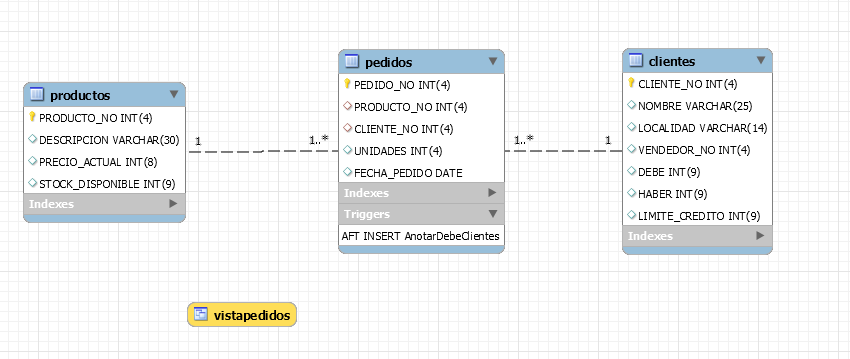 productos
PRODUCTO_NO INT(4)
DESCRIPCION VARCHAR(30)
PRECIO_ACTUAL INT(8)
STOCK_DISPONIBLE INT(9)
Indexes
1
1..*
pedidos
PEDIDO_NO INT(4)
PRODUCTO_NO INT(4)
CLIENTE_NO INT(4)
UNIDADES INT(4)
FECHA_PEDIDO DATE
Indexes
Triggers
AFT INSERT AnotarDebeClientes
1..*
1
clientes
CLIENTE_NO INT(4)
NOMBRE VARCHAR(25)
LOCALIDAD VARCHAR(14)
VENDEDOR_NO INT(4)
DEBE INT(9)
HABER INT(9)
LIMITE_CREDITO INT(9)
Indexes
vistapedidos